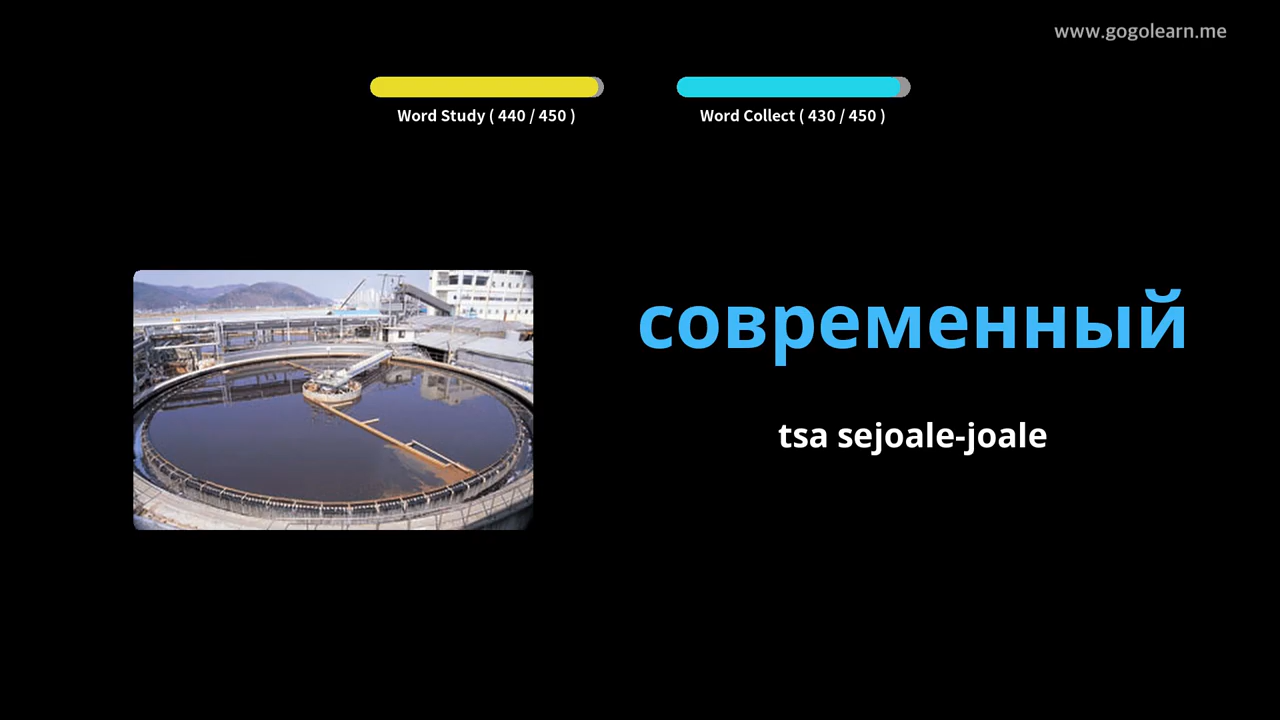 www.gogolearn.me
Word Study ( 440 / 450 )
Word Collect ( 430 / 450 )
современный
tsa sejoale-joale